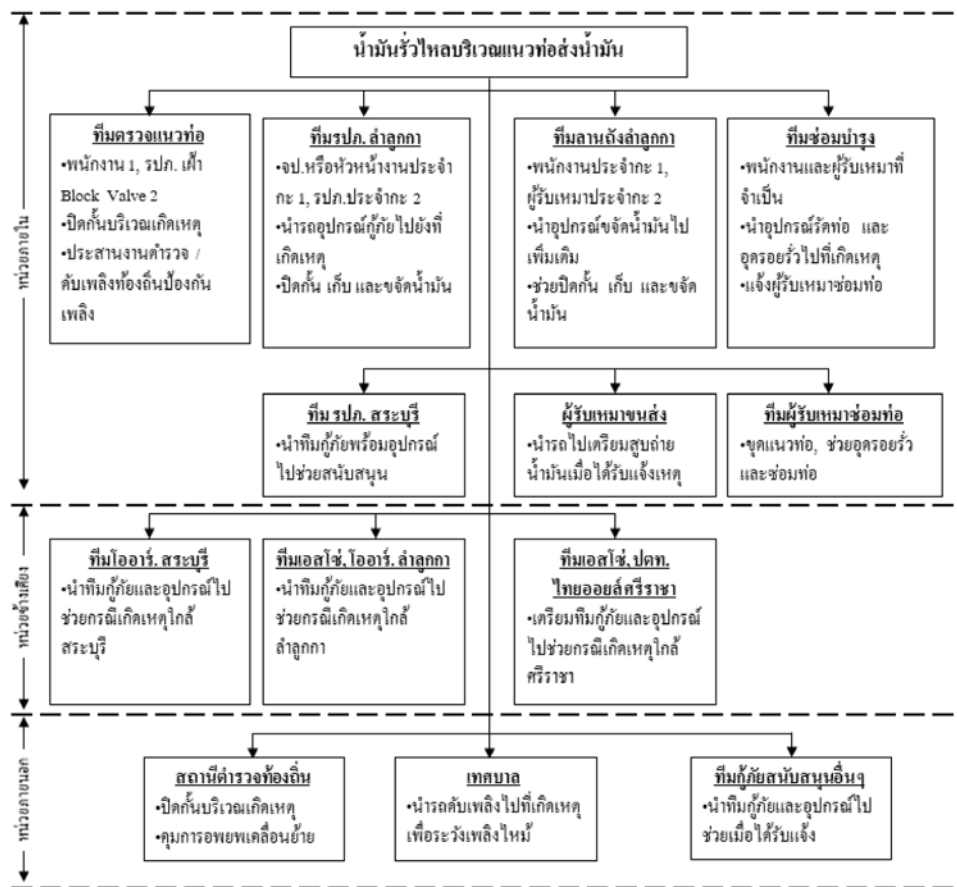 น้ำมันรั่วไหลบริเวณแนวท่อส่งน้ำมัน
หน่วยภายใน
ทีมตรวจแนวท่อ
•พนักงาน 1, รปภ. เฝ้า
Block Valve 2
•ปิดกั้นบริเวณเกิดเหตุ
•ประสานงานตำรวจ /
ดับเพลิงท้องถิ่นป้องกัน
เพลิง
ทีมรปภ. ลำลูกกา
•จป.หรือหัวหน้างานประจำ
กะ 1, รปภ.ประจำกะ 2
•นำรถอุปกรณ์กู้ภัยไปยังที่
เกิดเหตุ
•ปิดกั้น เก็บ และขจัดน้ำมัน
ทีมลานถังลำลูกกา
•พนักงานประจำกะ 1,
ผู้รับเหมาประจำกะ 2
•นำอุปกรณ์ขจัดน้ำมันไป
เพิ่มเติม
•ช่วยปิดกั้น เก็บ และขจัด
น้ำมัน
ทีมซ่อมบำรุง
•พนักงานและผู้รับเหมาที่
จำเป็น
•นำอุปกรณ์รัดท่อ และ
อุดรอยรั่วไปที่เกิดเหตุ
•แจ้งผู้รับเหมาซ่อมท่อ
ทีม รปภ. สระบุรี
•นำทีมกู้ภัยพร้อมอุปกรณ์
ไปช่วยสนับสนุน
ผู้รับเหมาขนส่ง
•นำรถไปเตรียมสูบถ่าย
น้ำมันเมื่อได้รับแจ้งเหตุ
ทีมผู้รับเหมาซ่อมท่อ
•ขุดแนวท่อ, ช่วยอุดรอยรั่ว
และซ่อมท่อ
หน่วยข้างเคียง
ทีมโออาร์. สระบุรี
•นำทีมกู้ภัยและอุปกรณ์ไป
ช่วยกรณีเกิดเหตุใกล้
สระบุรี
ทีมเอสโซ่,โออาร์. ลำลูกกา
•นำทีมกู้ภัยและอุปกรณ์ไป
ช่วยกรณีเกิดเหตุใกล้
ลำลูกกา
ทีมเอสโซ่,ปตท.
ไทยออยล์ศรีราชา
•เตรียมทีมกู้ภัยและอุปกรณ์
ไปช่วยกรณีเกิดเหตุใกล้
ศรีราชา
หน่วยภายนอก
สถานีตำรวจท้องถิ่น
•ปิดกั้นบริเวณเกิดเหตุ
•คุมการอพยพเคลื่อนย้าย
เทศบาล
•นำรถดับเพลิงไปที่เกิดเหตุ
เพื่อระวังเพลิงไหม้
ทีมกู้ภัยสนับสนุนอื่นๆ
•นำทีมกู้ภัยและอุปกรณ์ไป
ช่วยเมื่อได้รับแจ้ง